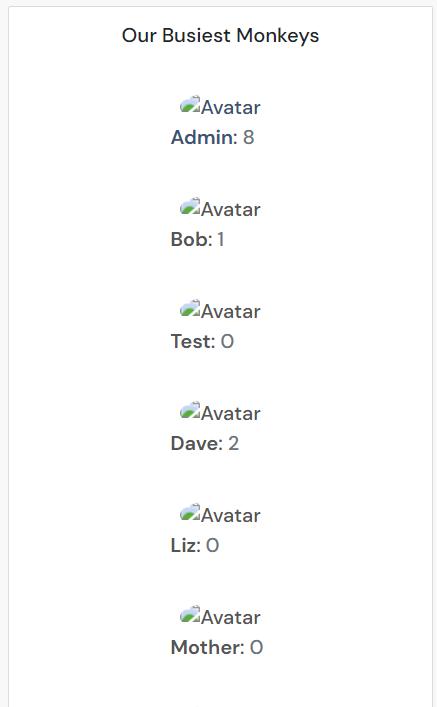 Our Busiest Monkeys
Avatar
Admin: 8
Avatar
Bob: 1
Avatar
Test: 0
Avatar
Dave: 2
Avatar
Liz: 0
Avatar
Mother: 0